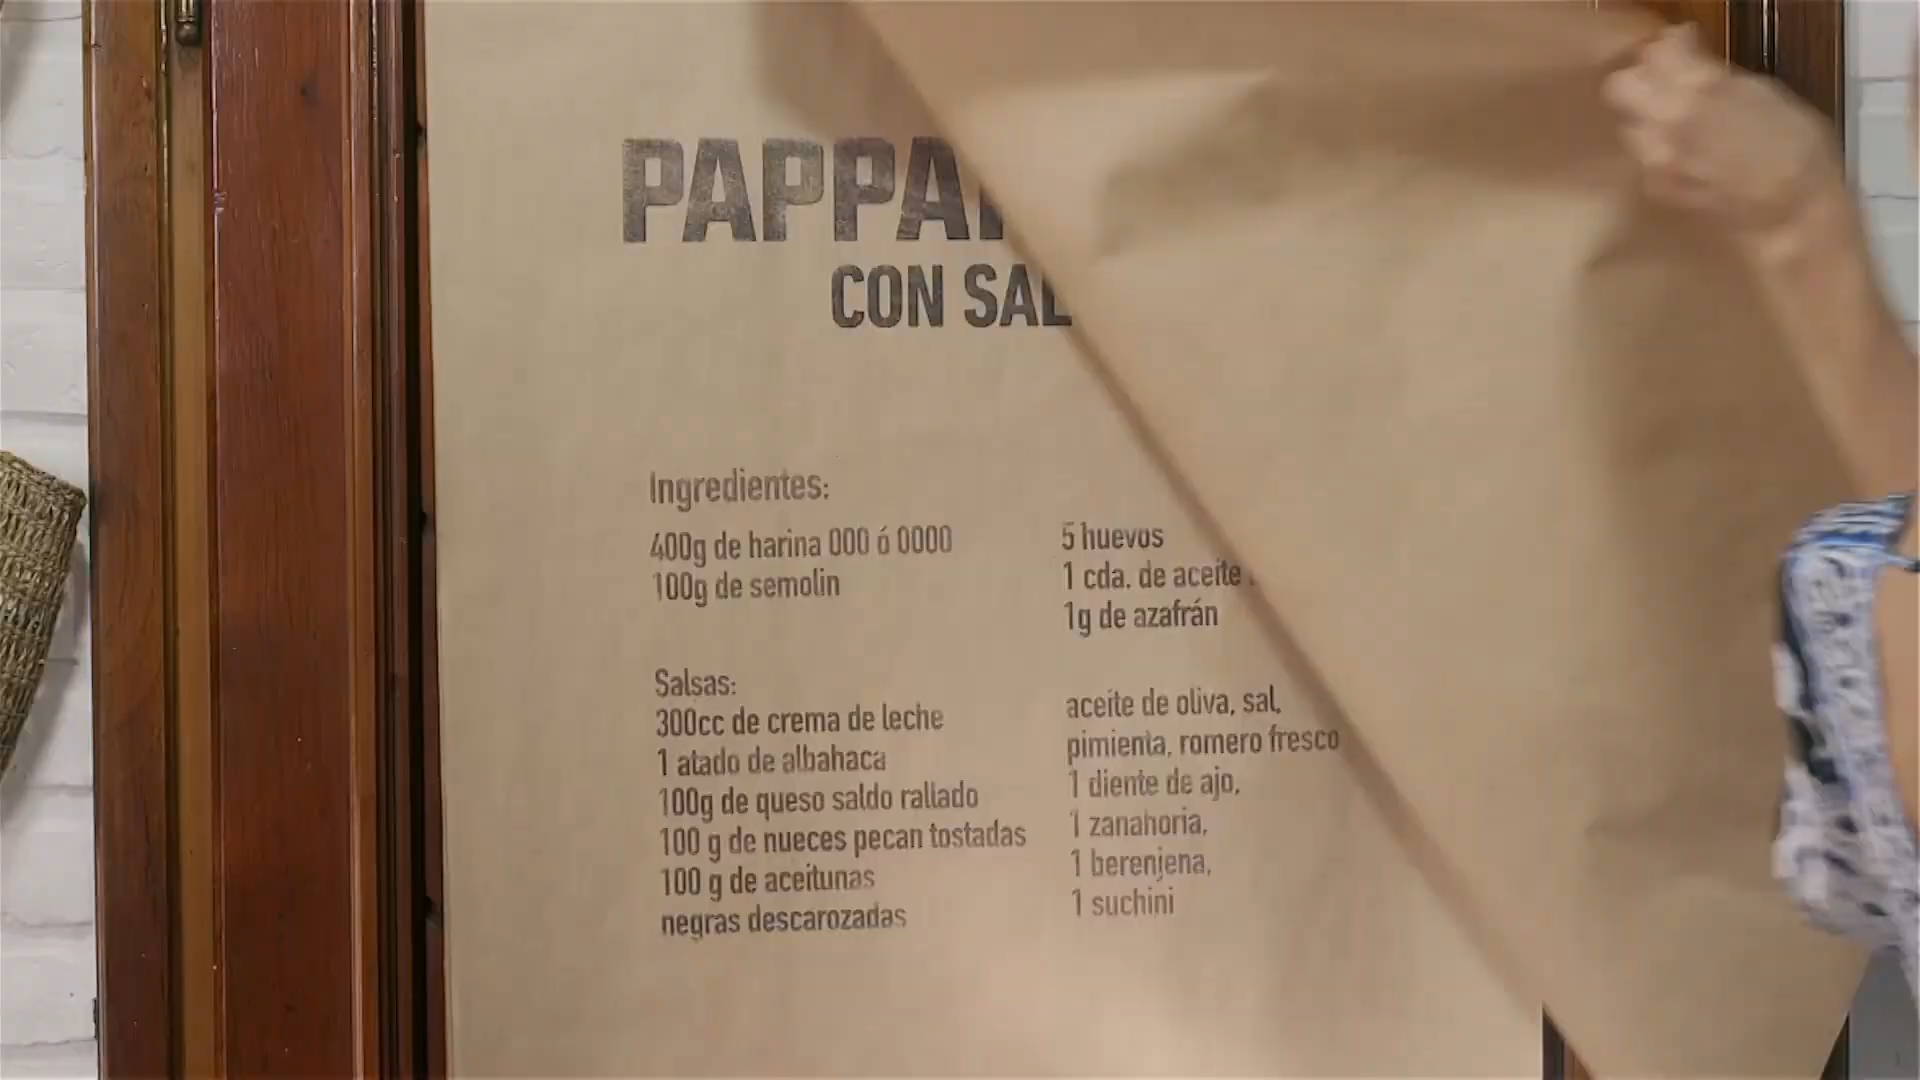 PAPPA
CON SAL
Ingredientes:
400g de harina 000 ó 0000
100g de semolin
5 huevos
1 cda. de aceite
1g de azafrán
Salsas:
300cc de crema de leche
1 atado de albahaca
100g de queso saldo rallado
100 g de nueces pecan tostadas
100 g de aceitunas
negras descarozadas
aceite de oliva, sal,
pimienta, romero fresco
1 diente de ajo,
1 zanahoria,
1 berenjena,
1 suchini